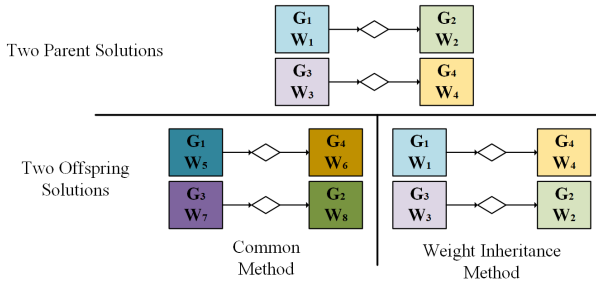 G1 G2
W1 W2
Two Parent Solutions
G3 G4
W3 W4
G1 G4 G1 G4
W5 W6 W1 W4
Two Offspring
Solutions
G3 G2 G3 G2
W7 W8 W3 W2
Common
Method
Weight Inheritance
Method